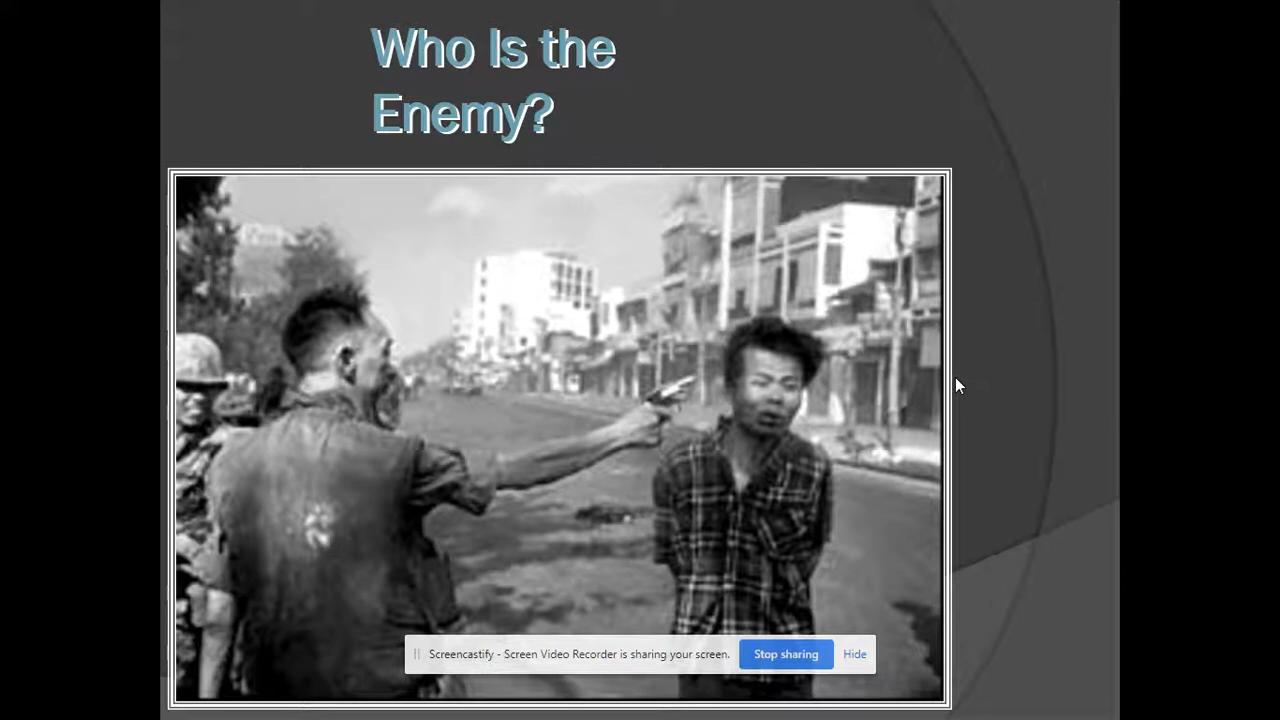 Who Is the
Enemy?
Screencastify - Screen Video Recorder is sharing your screen.
Stop sharing
Hide